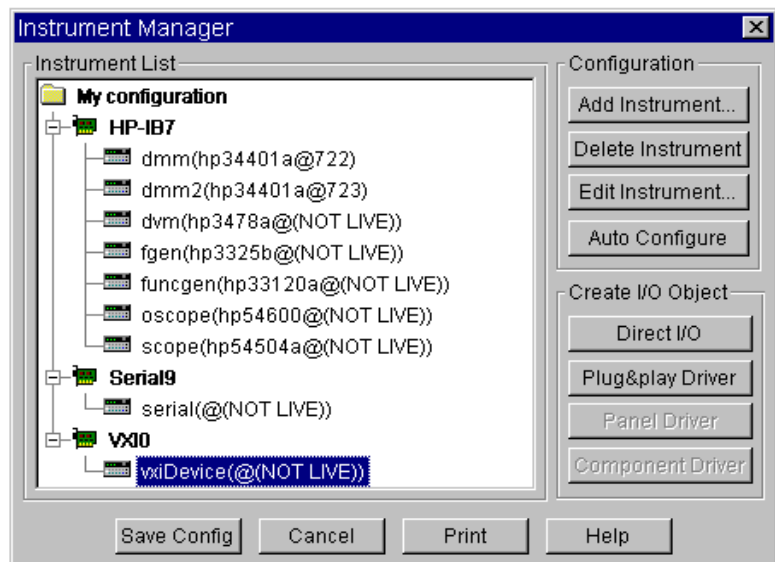 Instrument Manager
Instrument List
My configuration
HP-IB7
dmm(hp34401a@722)
dmm2(hp34401a@723)
dvm(hp3478a@(NOT LIVE))
fgen(hp3325b@(NOT LIVE))
funcgen(hp33120a@(NOT LIVE))
oscope(hp54600@(NOT LIVE))
scope(hp54504a@(NOT LIVE))
Serial9
serial(@(NOT LIVE))
VXI0
vxiDevice(@(NOT LIVE))
Configuration
Add Instrument...
Delete Instrument
Edit Instrument...
Auto Configure
Create I/O Object
Direct I/O
Plug&play Driver
Panel Driver
Component Driver
Save Config
Cancel
Print
Help